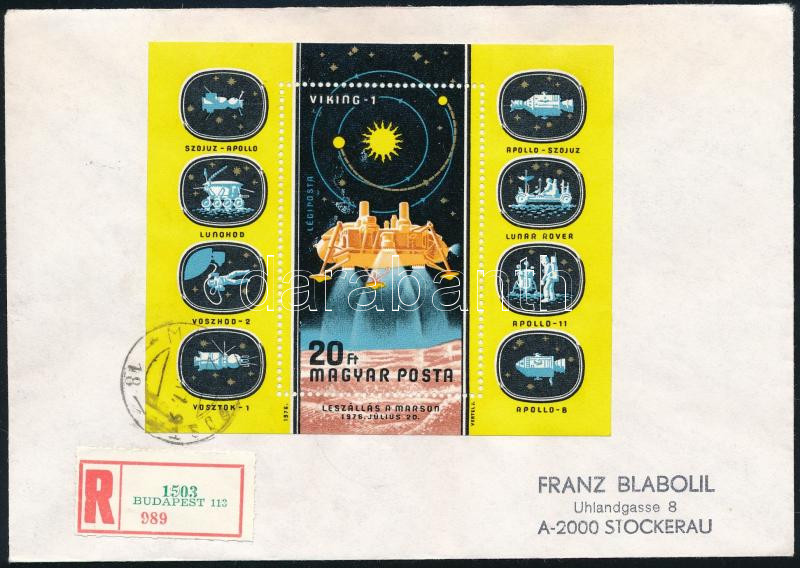 SZOJUZ - APOLLO
LUNOHOD
VOSZHOD - 2
VOSZTOK - 1
VIKING - 1
LÉGIPOSTA
20 Ft
MAGYAR POSTA
LESZÁLLÁS A MARSON
1976. JÚLIUS 20.
1976.
VERTEL J.
APOLLO - SZOJUZ
LUNAR ROVER
APOLLO - 11
APOLLO - 8
darabanth
18
R
1503
BUDAPEST 113
989
FRANZ BLABOLIL
Uhlandgasse 8
A-2000 STOCKERAU